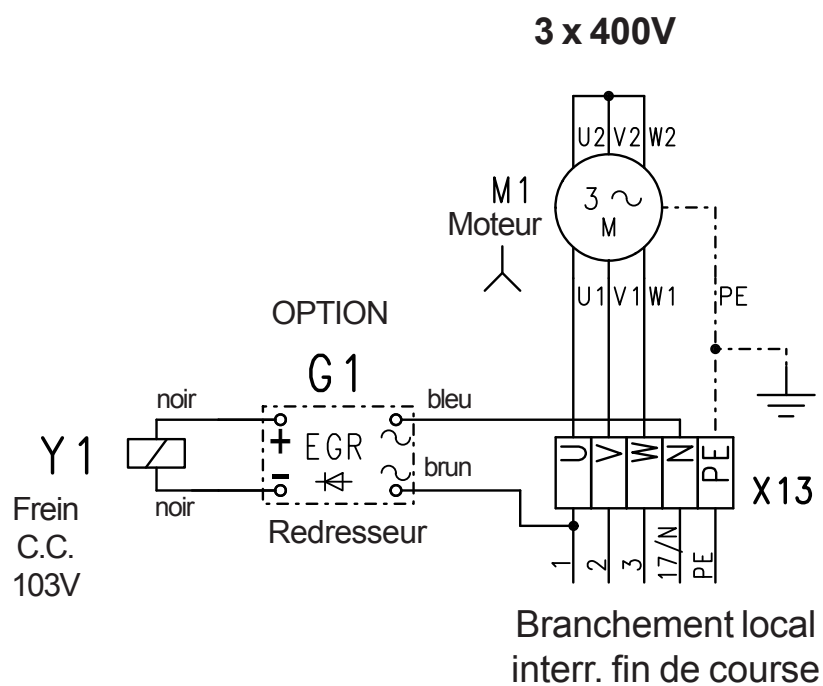 3 x 400V
U2 V2 W2
M1
Moteur
3 ~
M
U1 V1 W1 PE
OPTION
G1
noir
bleu
Y1
+ EGR ~
- ~
brun
noir
Redresseur
Frein
C.C.
103V
U V W N PE
X13
1 2 3 17/N PE
Branchement local
interr. fin de course